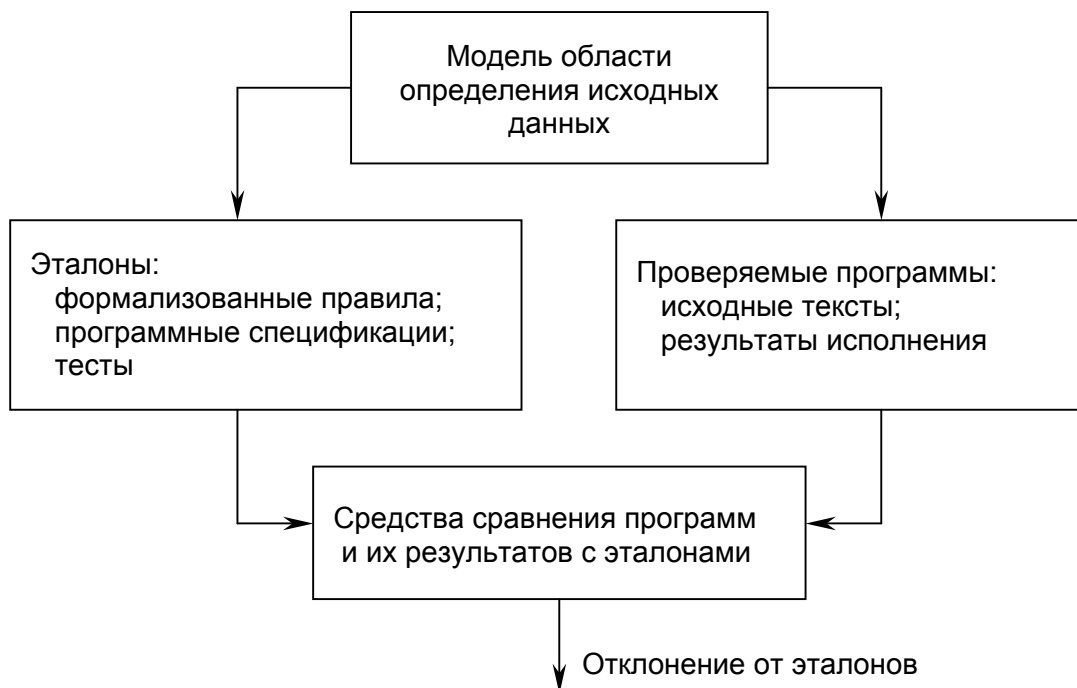 Модель области
определения исходных
данных
Эталоны:
формализованные правила;
программные спецификации;
тесты
Проверяемые программы:
исходные тексты;
результаты исполнения
Средства сравнения программ
и их результатов с эталонами
Отклонение от эталонов